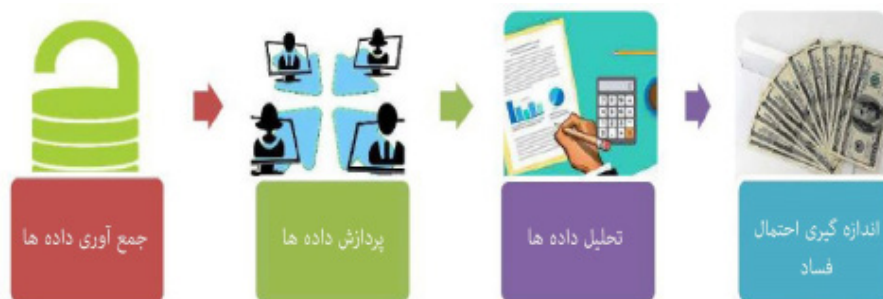 جمع آوری داده ها
پردازش داده ها
تحلیل داده ها
اندازه گیری احتمال
فساد